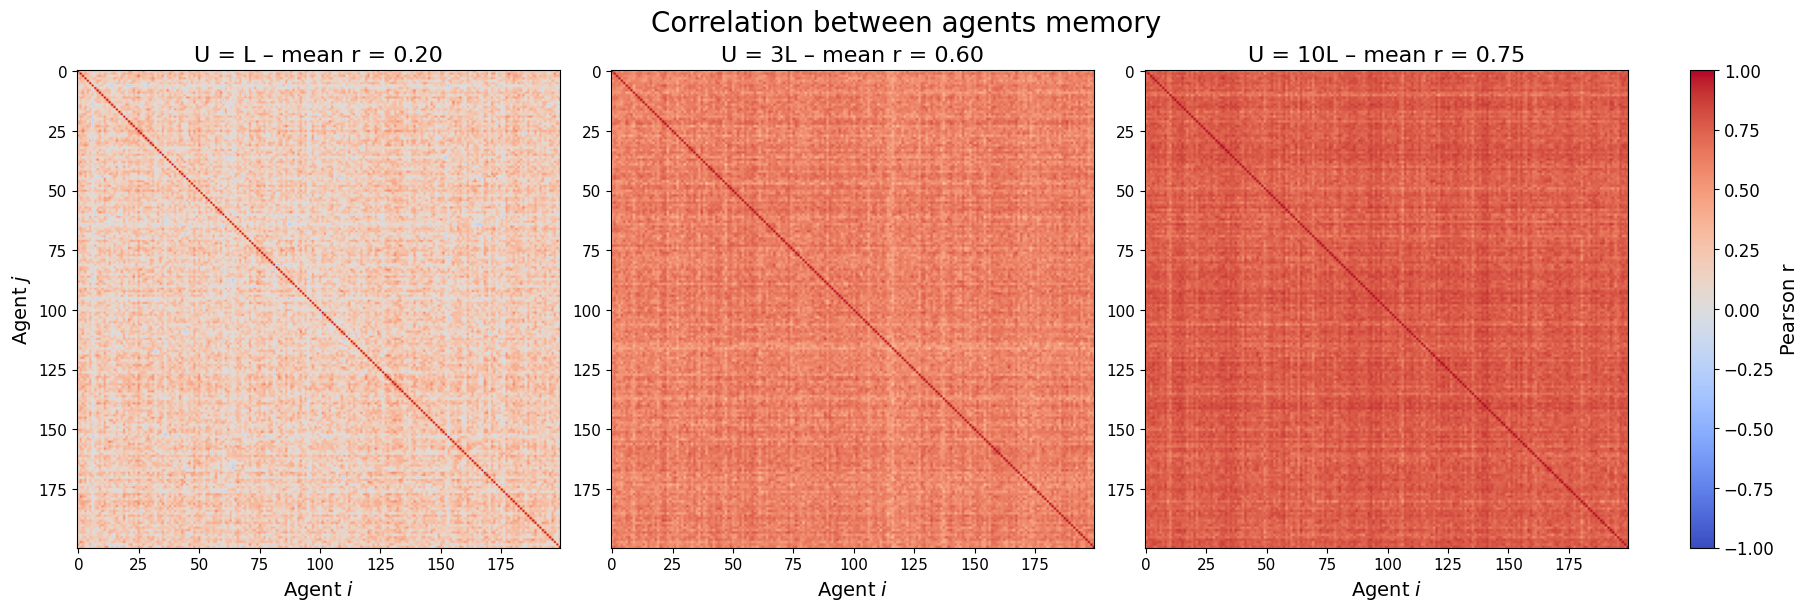 Correlation between agents memory
U = L – mean r = 0.20
U = 3L – mean r = 0.60
U = 10L – mean r = 0.75
0
25
50
75
100
125
150
175
Agent j
0 25 50 75 100 125 150 175
Agent i
0
25
50
75
100
125
150
175
0 25 50 75 100 125 150 175
Agent i
0
25
50
75
100
125
150
175
0 25 50 75 100 125 150 175
Agent i
1.00
0.75
0.50
0.25
0.00
−0.25
−0.50
−0.75
−1.00
Pearson r